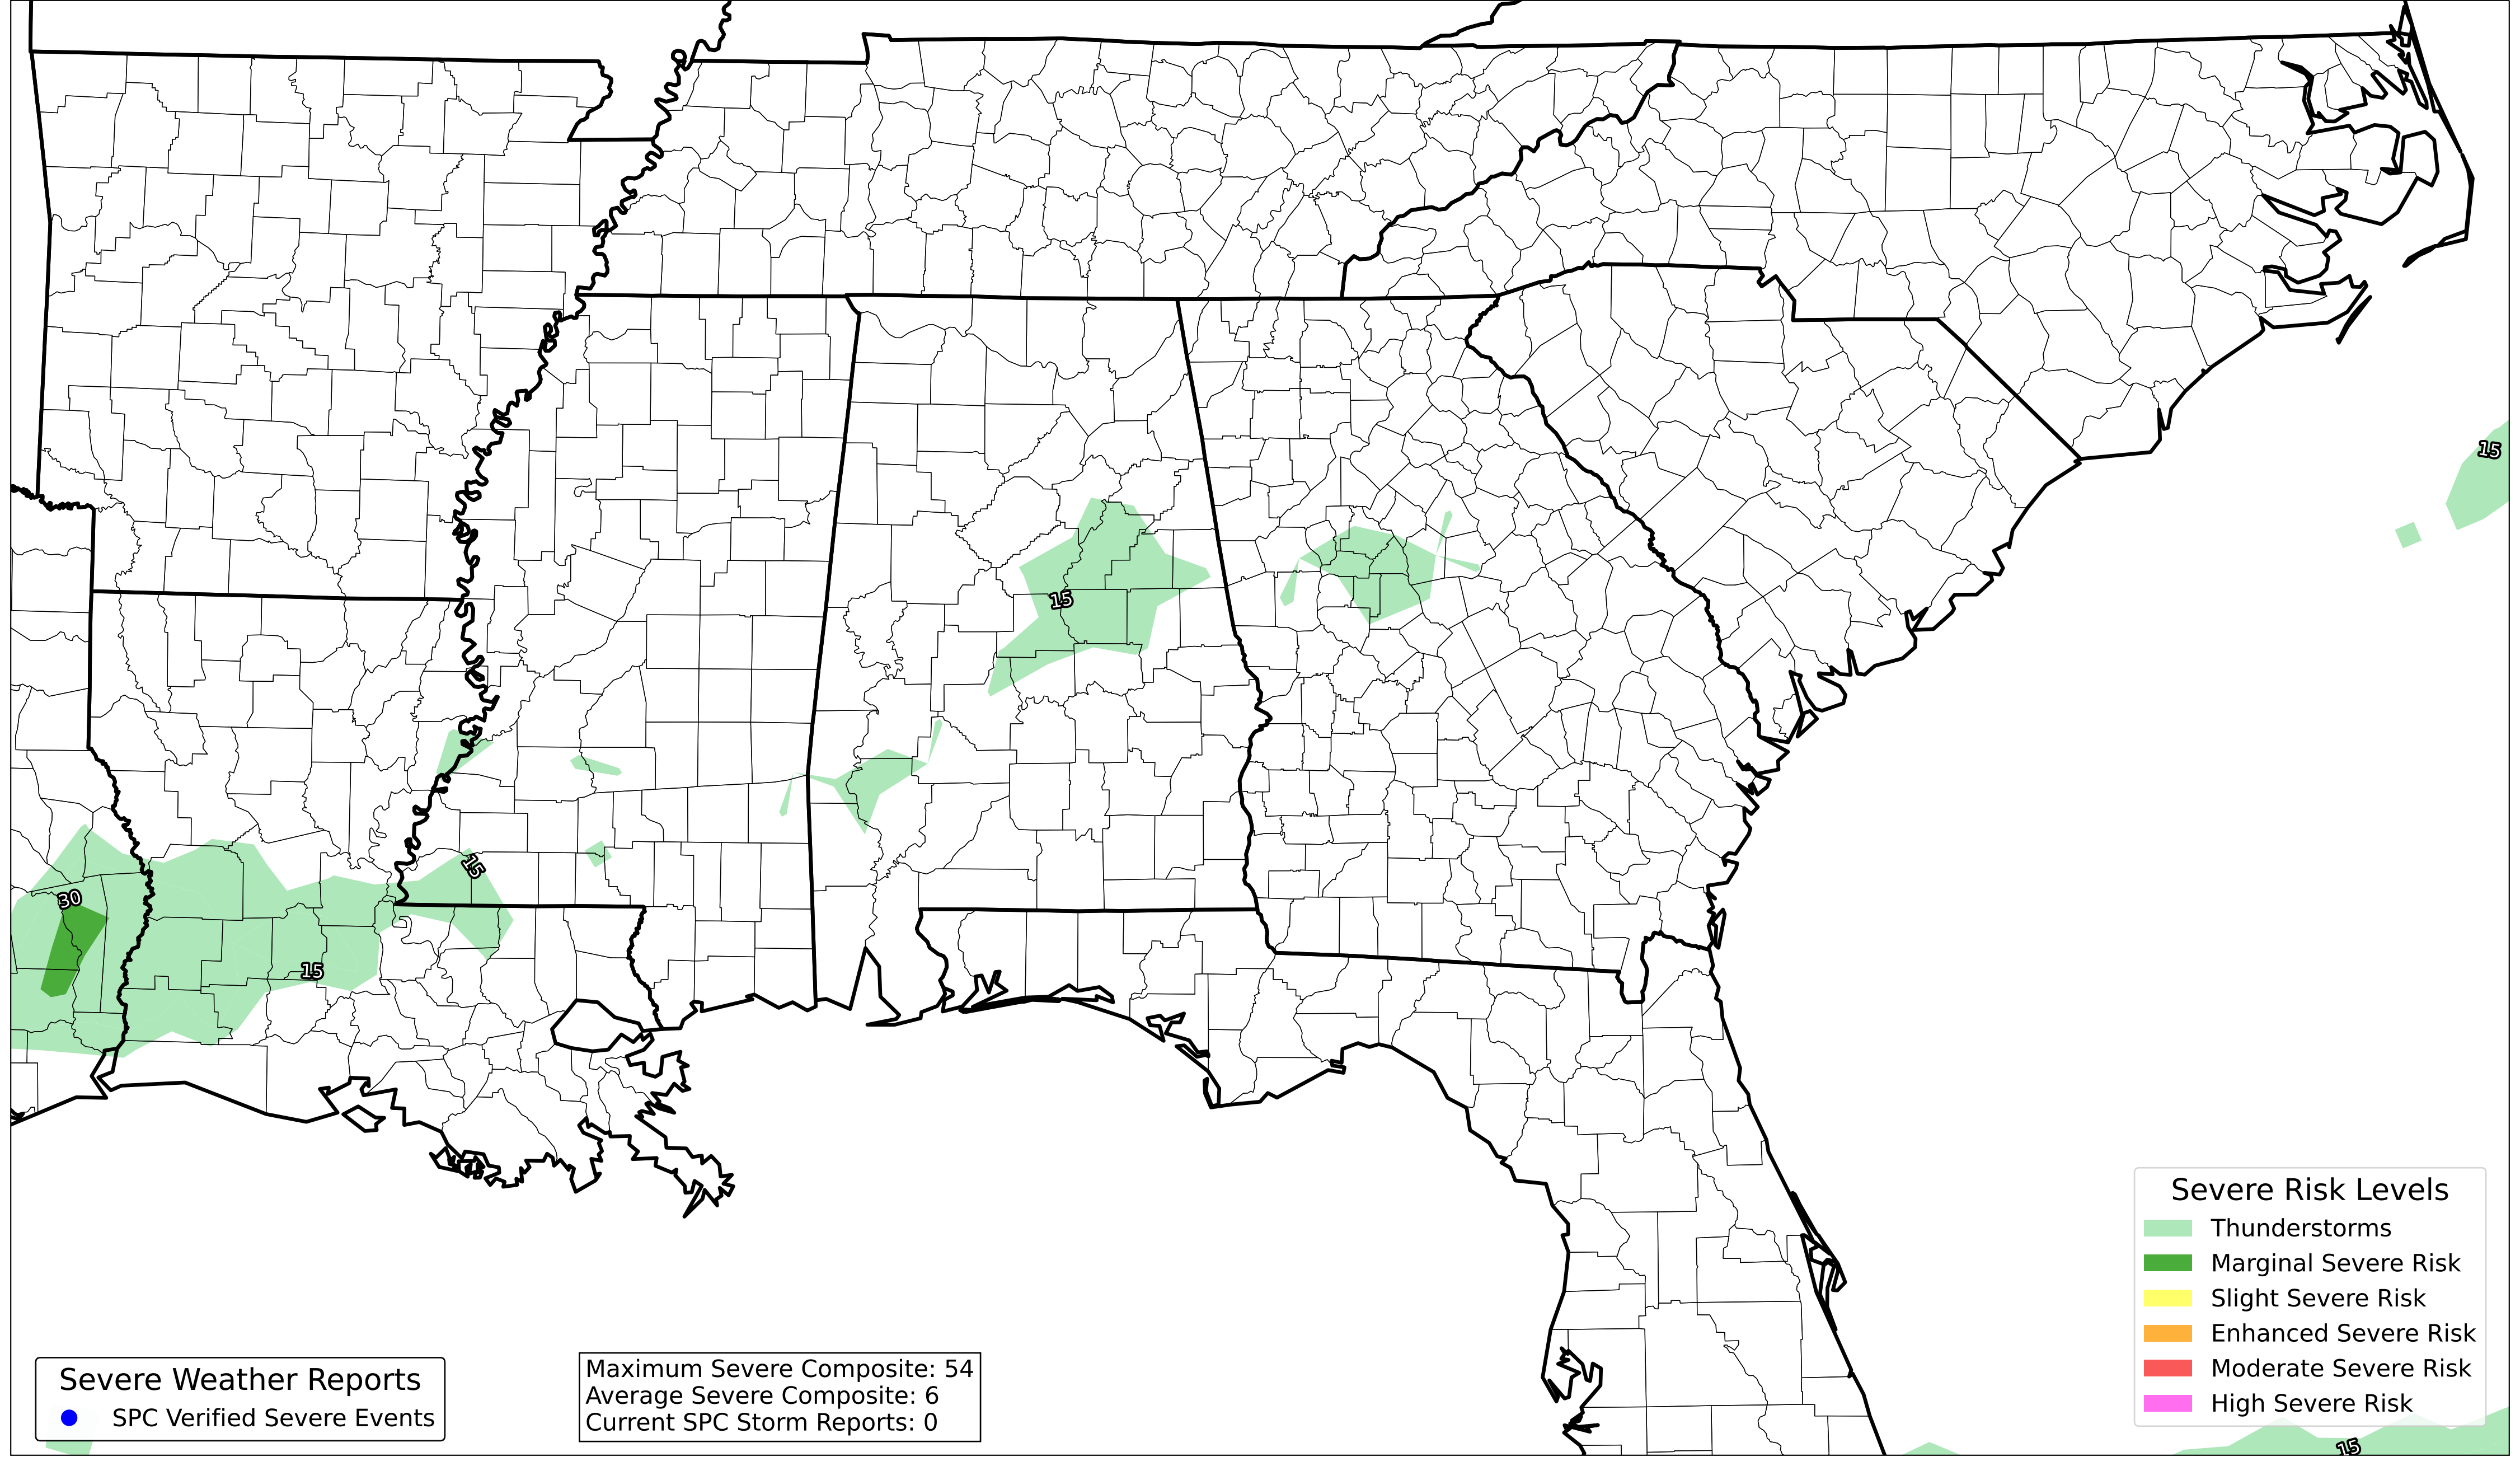 15
15
15
30
15
Severe Risk Levels
Thunderstorms
Marginal Severe Risk
Slight Severe Risk
Enhanced Severe Risk
Moderate Severe Risk
High Severe Risk
Severe Weather Reports
SPC Verified Severe Events
Maximum Severe Composite: 54
Average Severe Composite: 6
Current SPC Storm Reports: 0
15